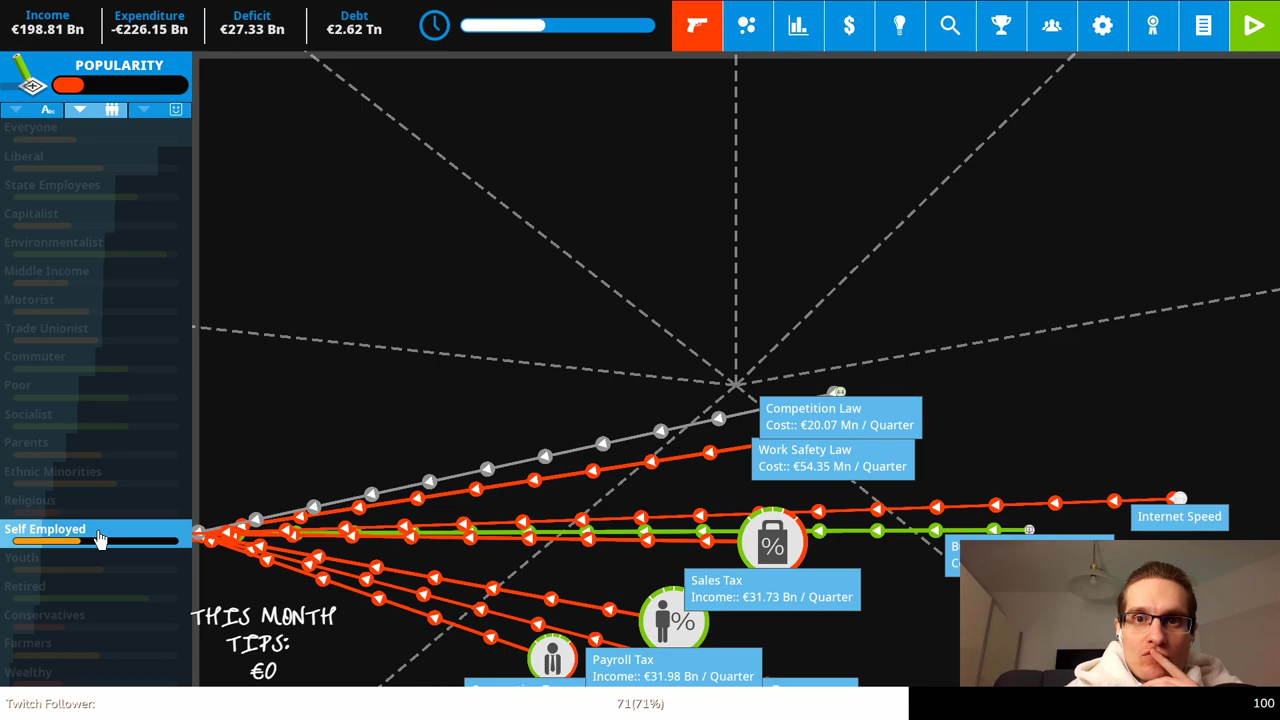 Income
€198.81 Bn
Expenditure
-€226.15 Bn
Deficit
€27.33 Bn
Debt
€2.62 Tn
POPULARITY
Everyone
Liberal
State Employees
Capitalist
Environmentalist
Middle Income
Motorist
Trade Unionist
Commuter
Poor
Socialist
Parents
Ethnic Minorities
Religious
Self Employed
Youth
Retired
Conservatives
Farmers
Wealthy
Competition Law
Cost:: €20.07 Mn / Quarter
Work Safety Law
Cost:: €54.35 Mn / Quarter
Internet Speed
%
Sales Tax
Income:: €31.73 Bn / Quarter
%
Payroll Tax
Income:: €31.98 Bn / Quarter
THIS MONTH
TIPS:
€0
Twitch Follower:
71(71%)
100